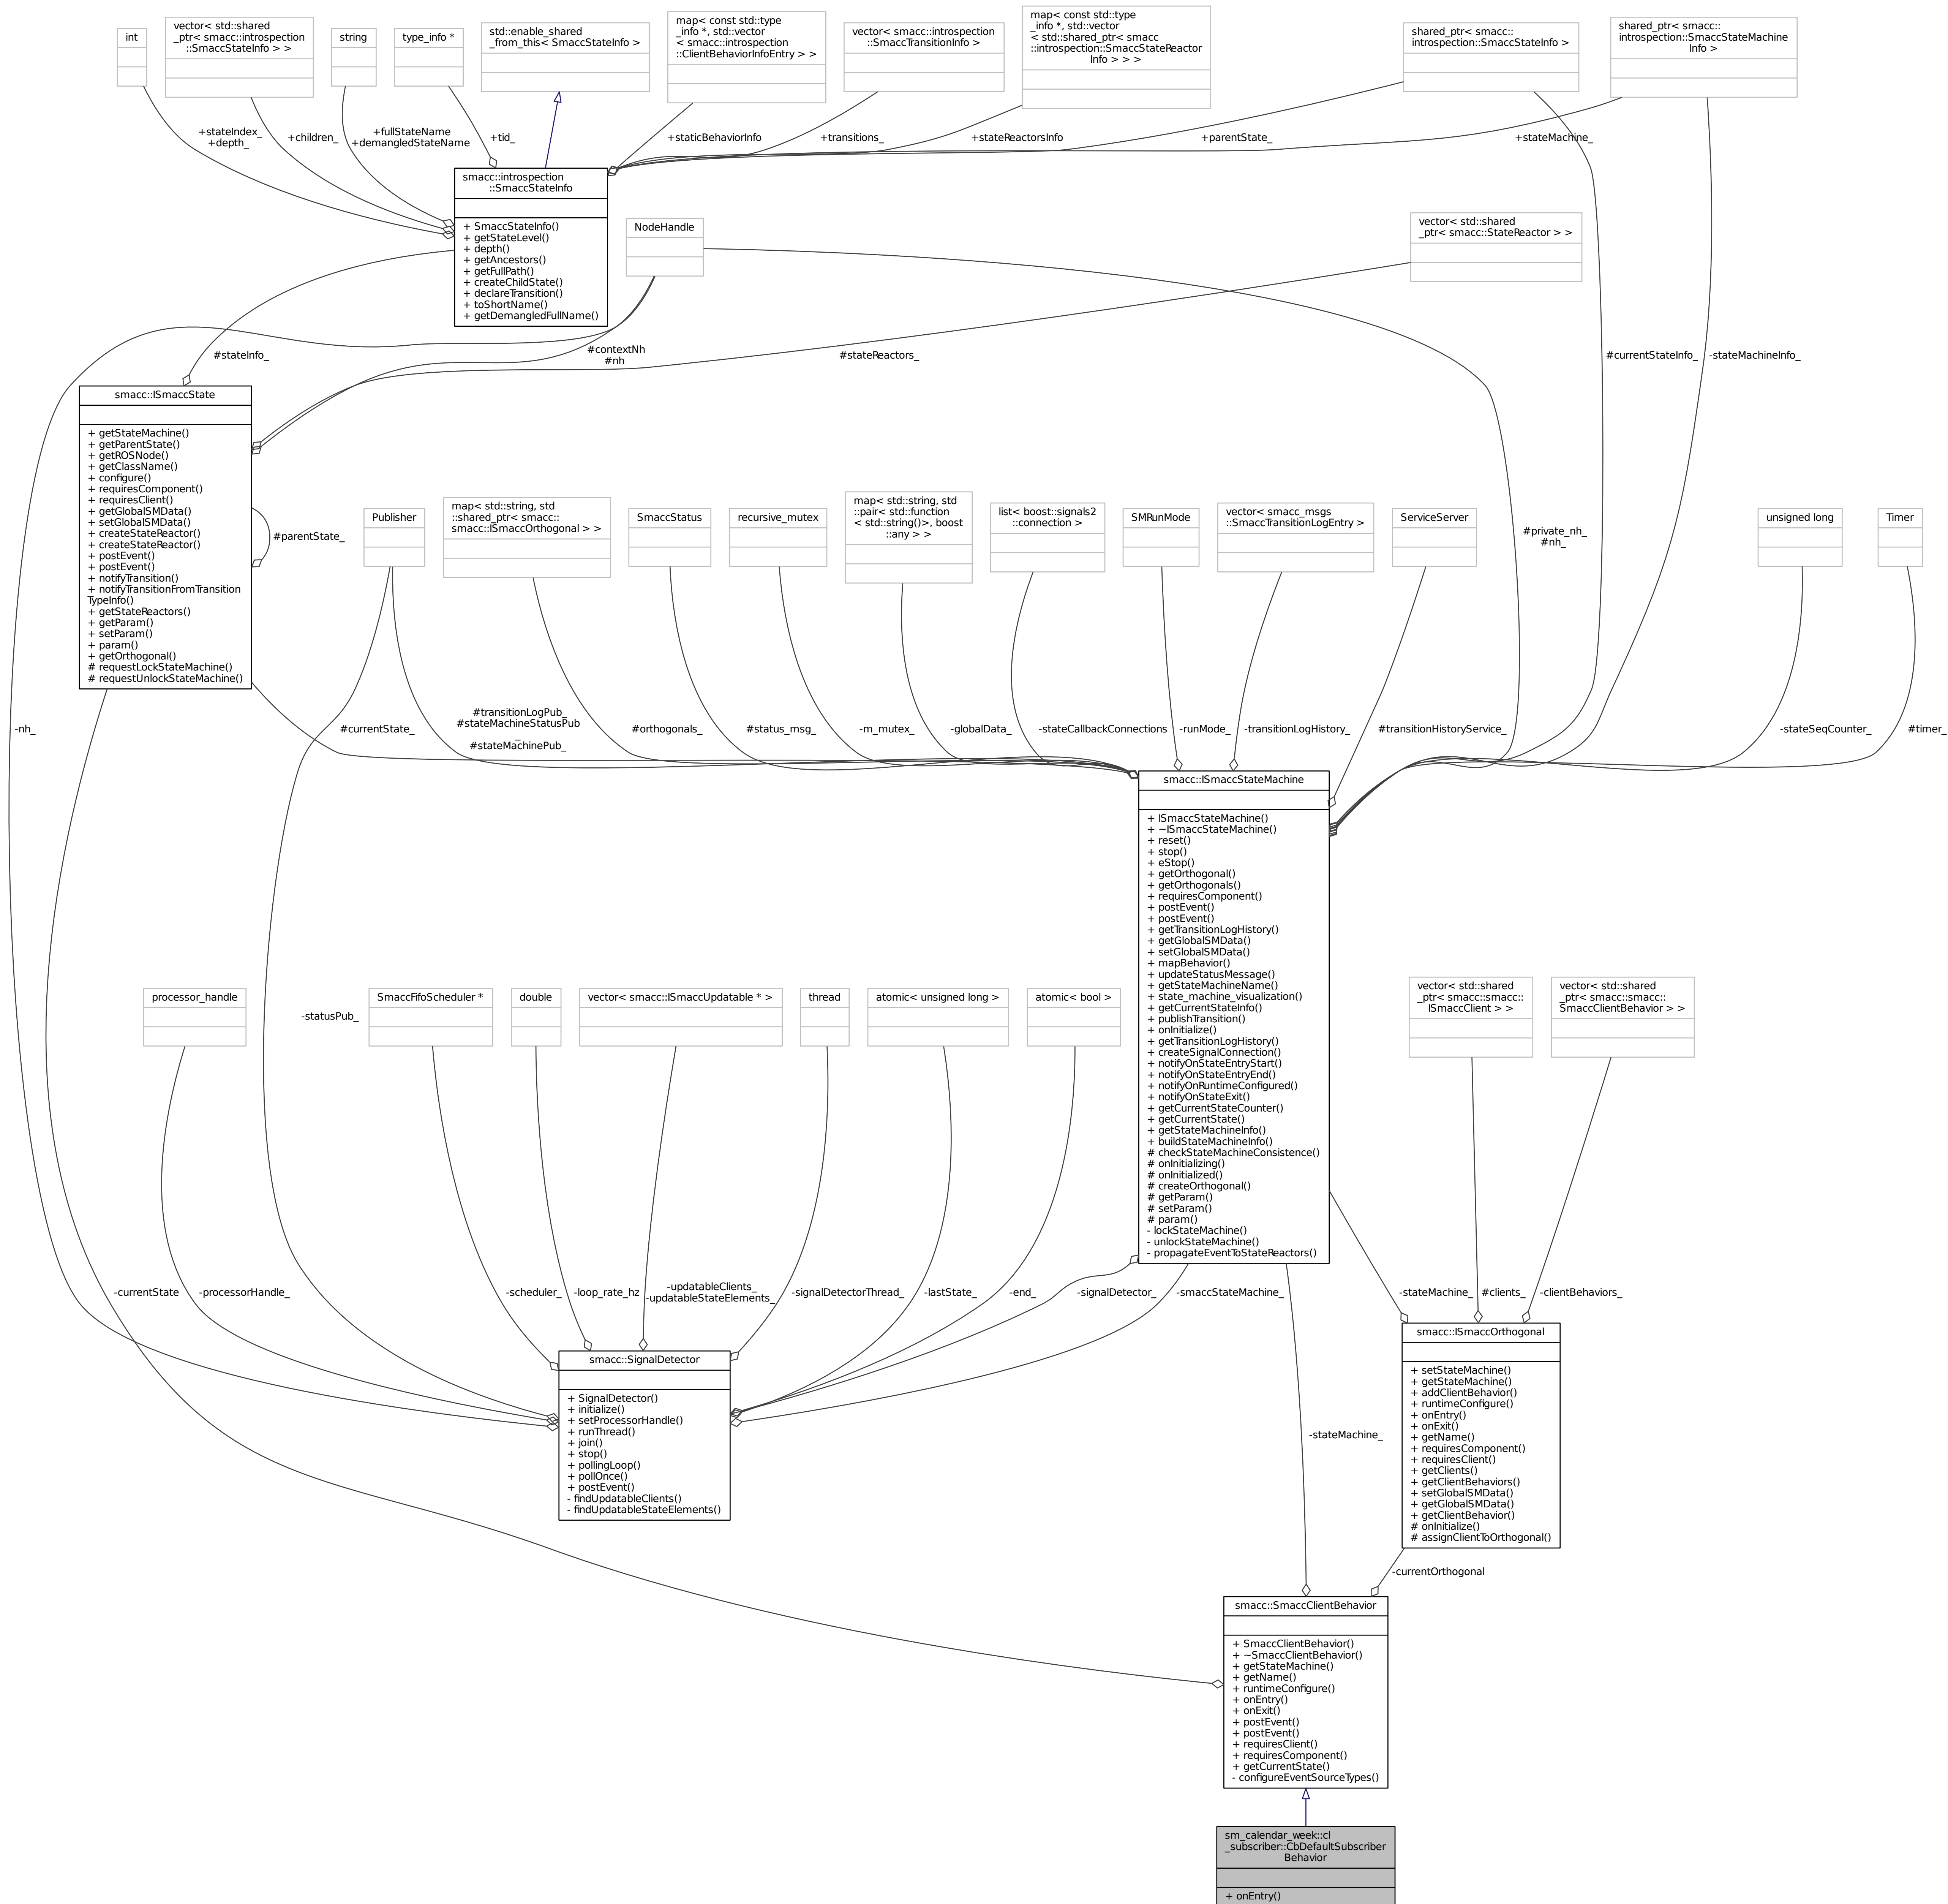 int
vector< std::shared
_ptr< smacc::introspection
::SmaccStateInfo > >
string
type_info *
std::enable_shared
_from_this< SmaccStateInfo >
map< const std::type
_info *, std::vector
< smacc::introspection
::ClientBehaviorInfoEntry > >
vector< smacc::introspection
::SmaccTransitionInfo >
map< const std::type
_info *, std::vector
< std::shared_ptr< smacc
::introspection::SmaccStateReactor
Info > > >
shared_ptr< smacc::
introspection::SmaccStateInfo >
shared_ptr< smacc::
introspection::SmaccStateMachine
Info >
+stateIndex_
+depth_
+children_
+fullStateName
+demangledStateName
+tid_
+staticBehaviorInfo
+transitions_
+stateReactorsInfo
+parentState_
+stateMachine_
smacc::introspection
::SmaccStateInfo
+ SmaccStateInfo()
+ getStateLevel()
+ depth()
+ getAncestors()
+ getFullPath()
+ createChildState()
+ declareTransition()
+ toShortName()
+ getDemangledFullName()
NodeHandle
vector< std::shared
_ptr< smacc::StateReactor > >
#stateInfo_
#contextNh
#nh
#stateReactors_
#currentStateInfo_
-stateMachineInfo_
smacc::ISmaccState
+ getStateMachine()
+ getParentState()
+ getROSNode()
+ getClassName()
+ configure()
+ requiresComponent()
+ requiresClient()
+ getGlobalSMData()
+ setGlobalSMData()
+ createStateReactor()
+ createStateReactor()
+ postEvent()
+ postEvent()
+ notifyTransition()
+ notifyTransitionFromTransition
TypeInfo()
+ getStateReactors()
+ getParam()
+ setParam()
+ param()
+ getOrthogonal()
# requestLockStateMachine()
# requestUnlockStateMachine()
#parentState_
Publisher
map< std::string, std
::shared_ptr< smacc::
smacc::ISmaccOrthogonal > >
SmaccStatus
recursive_mutex
map< std::string, std
::pair< std::function
< std::string()>, boost
::any > >
list< boost::signals2
::connection >
SMRunMode
vector< smacc_msgs
::SmaccTransitionLogEntry >
ServiceServer
#private_nh_
#nh_
unsigned long
Timer
-nh_
#currentState_
#transitionLogPub_
#stateMachineStatusPub
_
#stateMachinePub_
#orthogonals_
#status_msg_
-m_mutex_
-globalData_
-stateCallbackConnections
-runMode_
-transitionLogHistory_
#transitionHistoryService_
-stateSeqCounter_
#timer_
smacc::ISmaccStateMachine
+ ISmaccStateMachine()
+ ~ISmaccStateMachine()
+ reset()
+ stop()
+ eStop()
+ getOrthogonal()
+ getOrthogonals()
+ requiresComponent()
+ postEvent()
+ postEvent()
+ getTransitionLogHistory()
+ getGlobalSMData()
+ setGlobalSMData()
+ mapBehavior()
+ updateStatusMessage()
+ getStateMachineName()
+ state_machine_visualization()
+ getCurrentStateInfo()
+ publishTransition()
+ onInitialize()
+ getTransitionLogHistory()
+ createSignalConnection()
+ notifyOnStateEntryStart()
+ notifyOnStateEntryEnd()
+ notifyOnRuntimeConfigured()
+ notifyOnStateExit()
+ getCurrentStateCounter()
+ getCurrentState()
+ getStateMachineInfo()
+ buildStateMachineInfo()
# checkStateMachineConsistence()
# onInitializing()
# onInitialized()
# createOrthogonal()
# getParam()
# setParam()
# param()
- lockStateMachine()
- unlockStateMachine()
- propagateEventToStateReactors()
processor_handle
-statusPub_
SmaccFifoScheduler *
double
vector< smacc::ISmaccUpdatable * >
thread
atomic< unsigned long >
atomic< bool >
vector< std::shared
_ptr< smacc::smacc::
ISmaccClient > >
vector< std::shared
_ptr< smacc::smacc::
SmaccClientBehavior > >
-currentState
-processorHandle_
-scheduler_
-loop_rate_hz
-updatableClients_
-updatableStateElements_
-signalDetectorThread_
-lastState_
-end_
-signalDetector_
-smaccStateMachine_
-stateMachine_
#clients_
-clientBehaviors_
smacc::SignalDetector
+ SignalDetector()
+ initialize()
+ setProcessorHandle()
+ runThread()
+ join()
+ stop()
+ pollingLoop()
+ pollOnce()
+ postEvent()
- findUpdatableClients()
- findUpdatableStateElements()
-stateMachine_
smacc::ISmaccOrthogonal
+ setStateMachine()
+ getStateMachine()
+ addClientBehavior()
+ runtimeConfigure()
+ onEntry()
+ onExit()
+ getName()
+ requiresComponent()
+ requiresClient()
+ getClients()
+ getClientBehaviors()
+ setGlobalSMData()
+ getGlobalSMData()
+ getClientBehavior()
# onInitialize()
# assignClientToOrthogonal()
-currentOrthogonal
smacc::SmaccClientBehavior
+ SmaccClientBehavior()
+ ~SmaccClientBehavior()
+ getStateMachine()
+ getName()
+ runtimeConfigure()
+ onEntry()
+ onExit()
+ postEvent()
+ postEvent()
+ requiresClient()
+ requiresComponent()
+ getCurrentState()
- configureEventSourceTypes()
sm_calendar_week::cl
_subscriber::CbDefaultSubscriber
Behavior
+ onEntry()